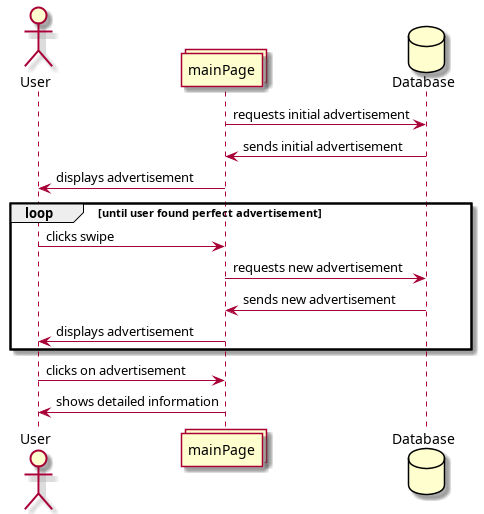 User
mainPage
Database
requests initial advertisement
sends initial advertisement
displays advertisement
loop [until user found perfect advertisement]
clicks swipe
requests new advertisement
sends new advertisement
displays advertisement
clicks on advertisement
shows detailed information
User
mainPage
Database